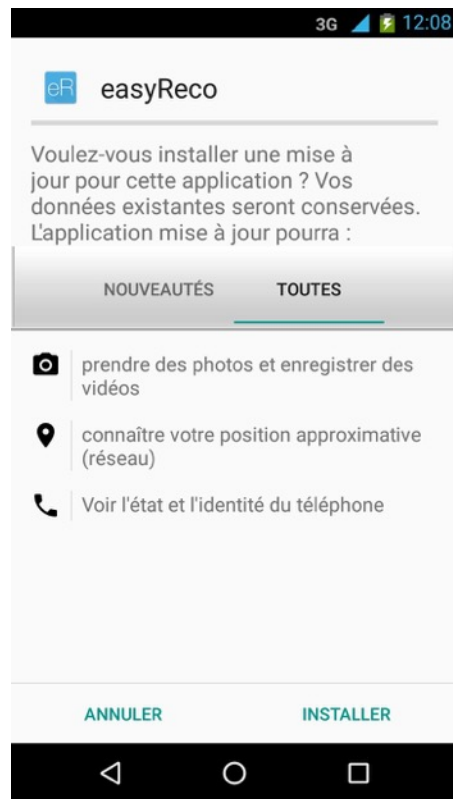 3G 12:08
eR easyReco
Voulez-vous installer une mise à
jour pour cette application ? Vos
données existantes seront conservées.
L'application mise à jour pourra :
NOUVEAUTÉS TOUTES
prendre des photos et enregistrer des
vidéos
connaître votre position approximative
(réseau)
Voir l'état et l'identité du téléphone
ANNULER INSTALLER